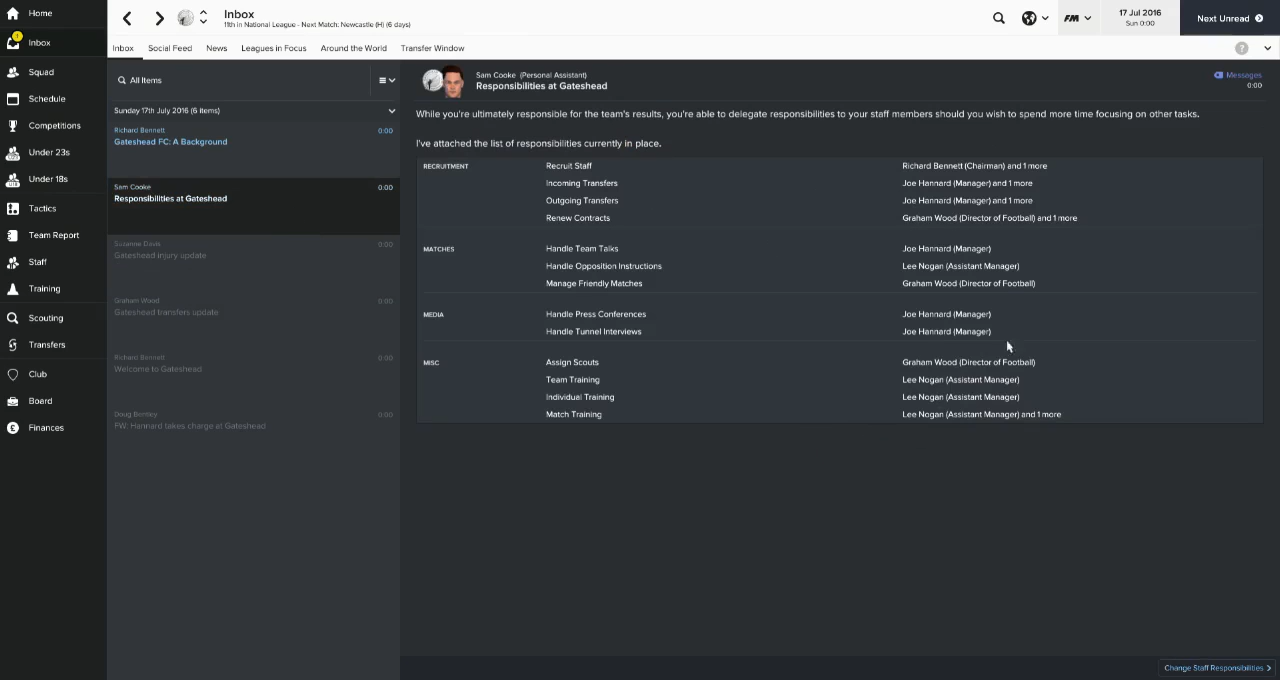 Home
Inbox
Squad
Schedule
Competitions
Under 23s
Under 18s
Tactics
Team Report
Staff
Training
Scouting
Transfers
Club
Board
Finances
Inbox
11th in National League - Next Match: Newcastle (H) (6 days)
FM
17 Jul 2016
Sun 0:00
Next Unread
Inbox Social Feed News Leagues in Focus Around the World Transfer Window
All Items
Sunday 17th July 2016 (6 items)
Richard Bennett 0:00
Gateshead FC: A Background
Sam Cooke 0:00
Responsibilities at Gateshead
Suzanne Davis 0:00
Gateshead injury update
Graham Wood 0:00
Gateshead transfers update
Richard Bennett 0:00
Welcome to Gateshead
Doug Bentley 0:00
FW: Hannard takes charge at Gateshead
Sam Cooke (Personal Assistant)
Responsibilities at Gateshead
Messages
0:00
While you're ultimately responsible for the team's results, you're able to delegate responsibilities to your staff members should you wish to spend more time focusing on other tasks.
I've attached the list of responsibilities currently in place.
RECRUITMENT Recruit Staff Richard Bennett (Chairman) and 1 more
Incoming Transfers Joe Hannard (Manager) and 1 more
Outgoing Transfers Joe Hannard (Manager) and 1 more
Renew Contracts Graham Wood (Director of Football) and 1 more
MATCHES Handle Team Talks Joe Hannard (Manager)
Handle Opposition Instructions Lee Nogan (Assistant Manager)
Manage Friendly Matches Graham Wood (Director of Football)
MEDIA Handle Press Conferences Joe Hannard (Manager)
Handle Tunnel Interviews Joe Hannard (Manager)
MISC Assign Scouts Graham Wood (Director of Football)
Team Training Lee Nogan (Assistant Manager)
Individual Training Lee Nogan (Assistant Manager)
Match Training Lee Nogan (Assistant Manager) and 1 more
Change Staff Responsibilities